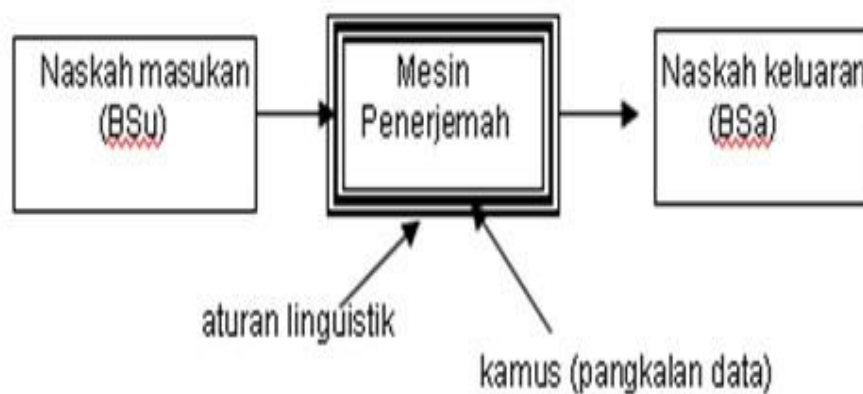 Naskah masukan
(BSu)
Mesin
Penerjemah
Naskah keluaran
(BSa)
aturan linguistik
kamus (pangkalan data)